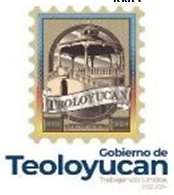 TEOLOYUCAN
Gobierno de
Teoloyucan
Trabajando Unidos